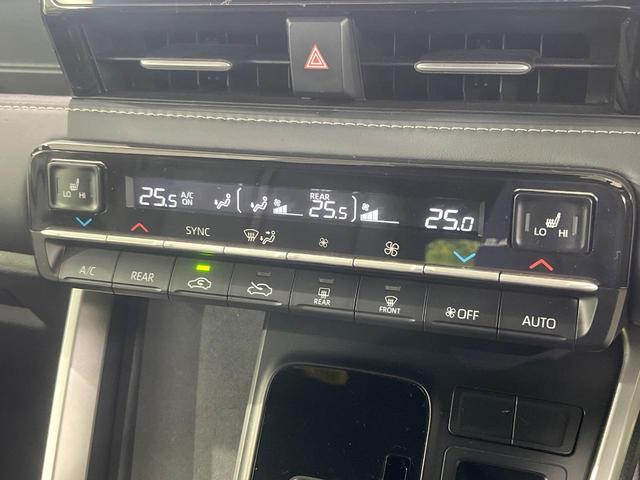 LO HI
25.5 A/C ON
REAR 25.5
25.0
LO HI
SYNC
A/C
REAR
REAR
FRONT
OFF
AUTO